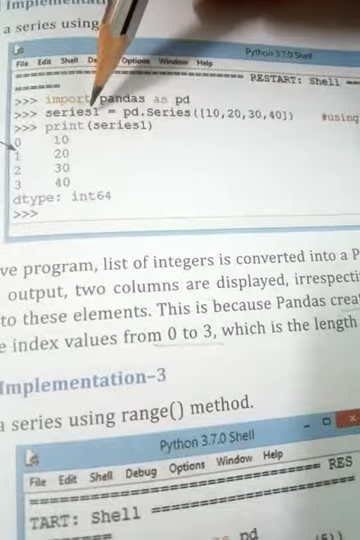 Implementati
a series using
Python 3.7.0 Shell
File Edit Shell De Options Window Help
RESTART: Shell
======
>>> import pandas as pd
>>> series1 = pd.Series([10,20,30,40]) #using
>>> print(series1)
0 10
1 20
2 30
3 40
dtype: int64
>>>
ve program, list of integers is converted into a P
output, two columns are displayed, irrespecti
to these elements. This is because Pandas crea
e index values from 0 to 3, which is the length
Implementation–3
a series using range() method.
Python 3.7.0 Shell
File Edit Shell Debug Options Window Help
RES
TART: Shell
as pd